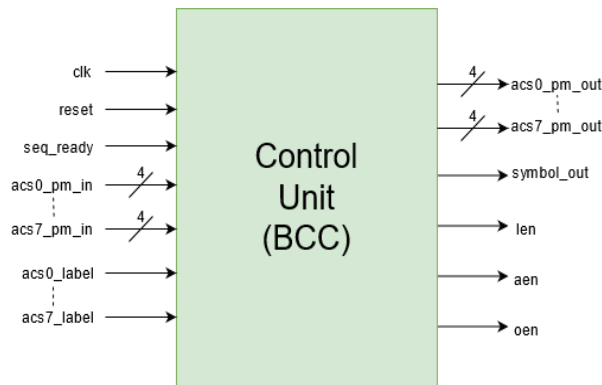 clk
reset
seq_ready
4
acs0_pm_in
4
acs7_pm_in
acs0_label
acs7_label
Control
Unit
(BCC)
4
acs0_pm_out
4
acs7_pm_out
symbol_out
len
aen
oen